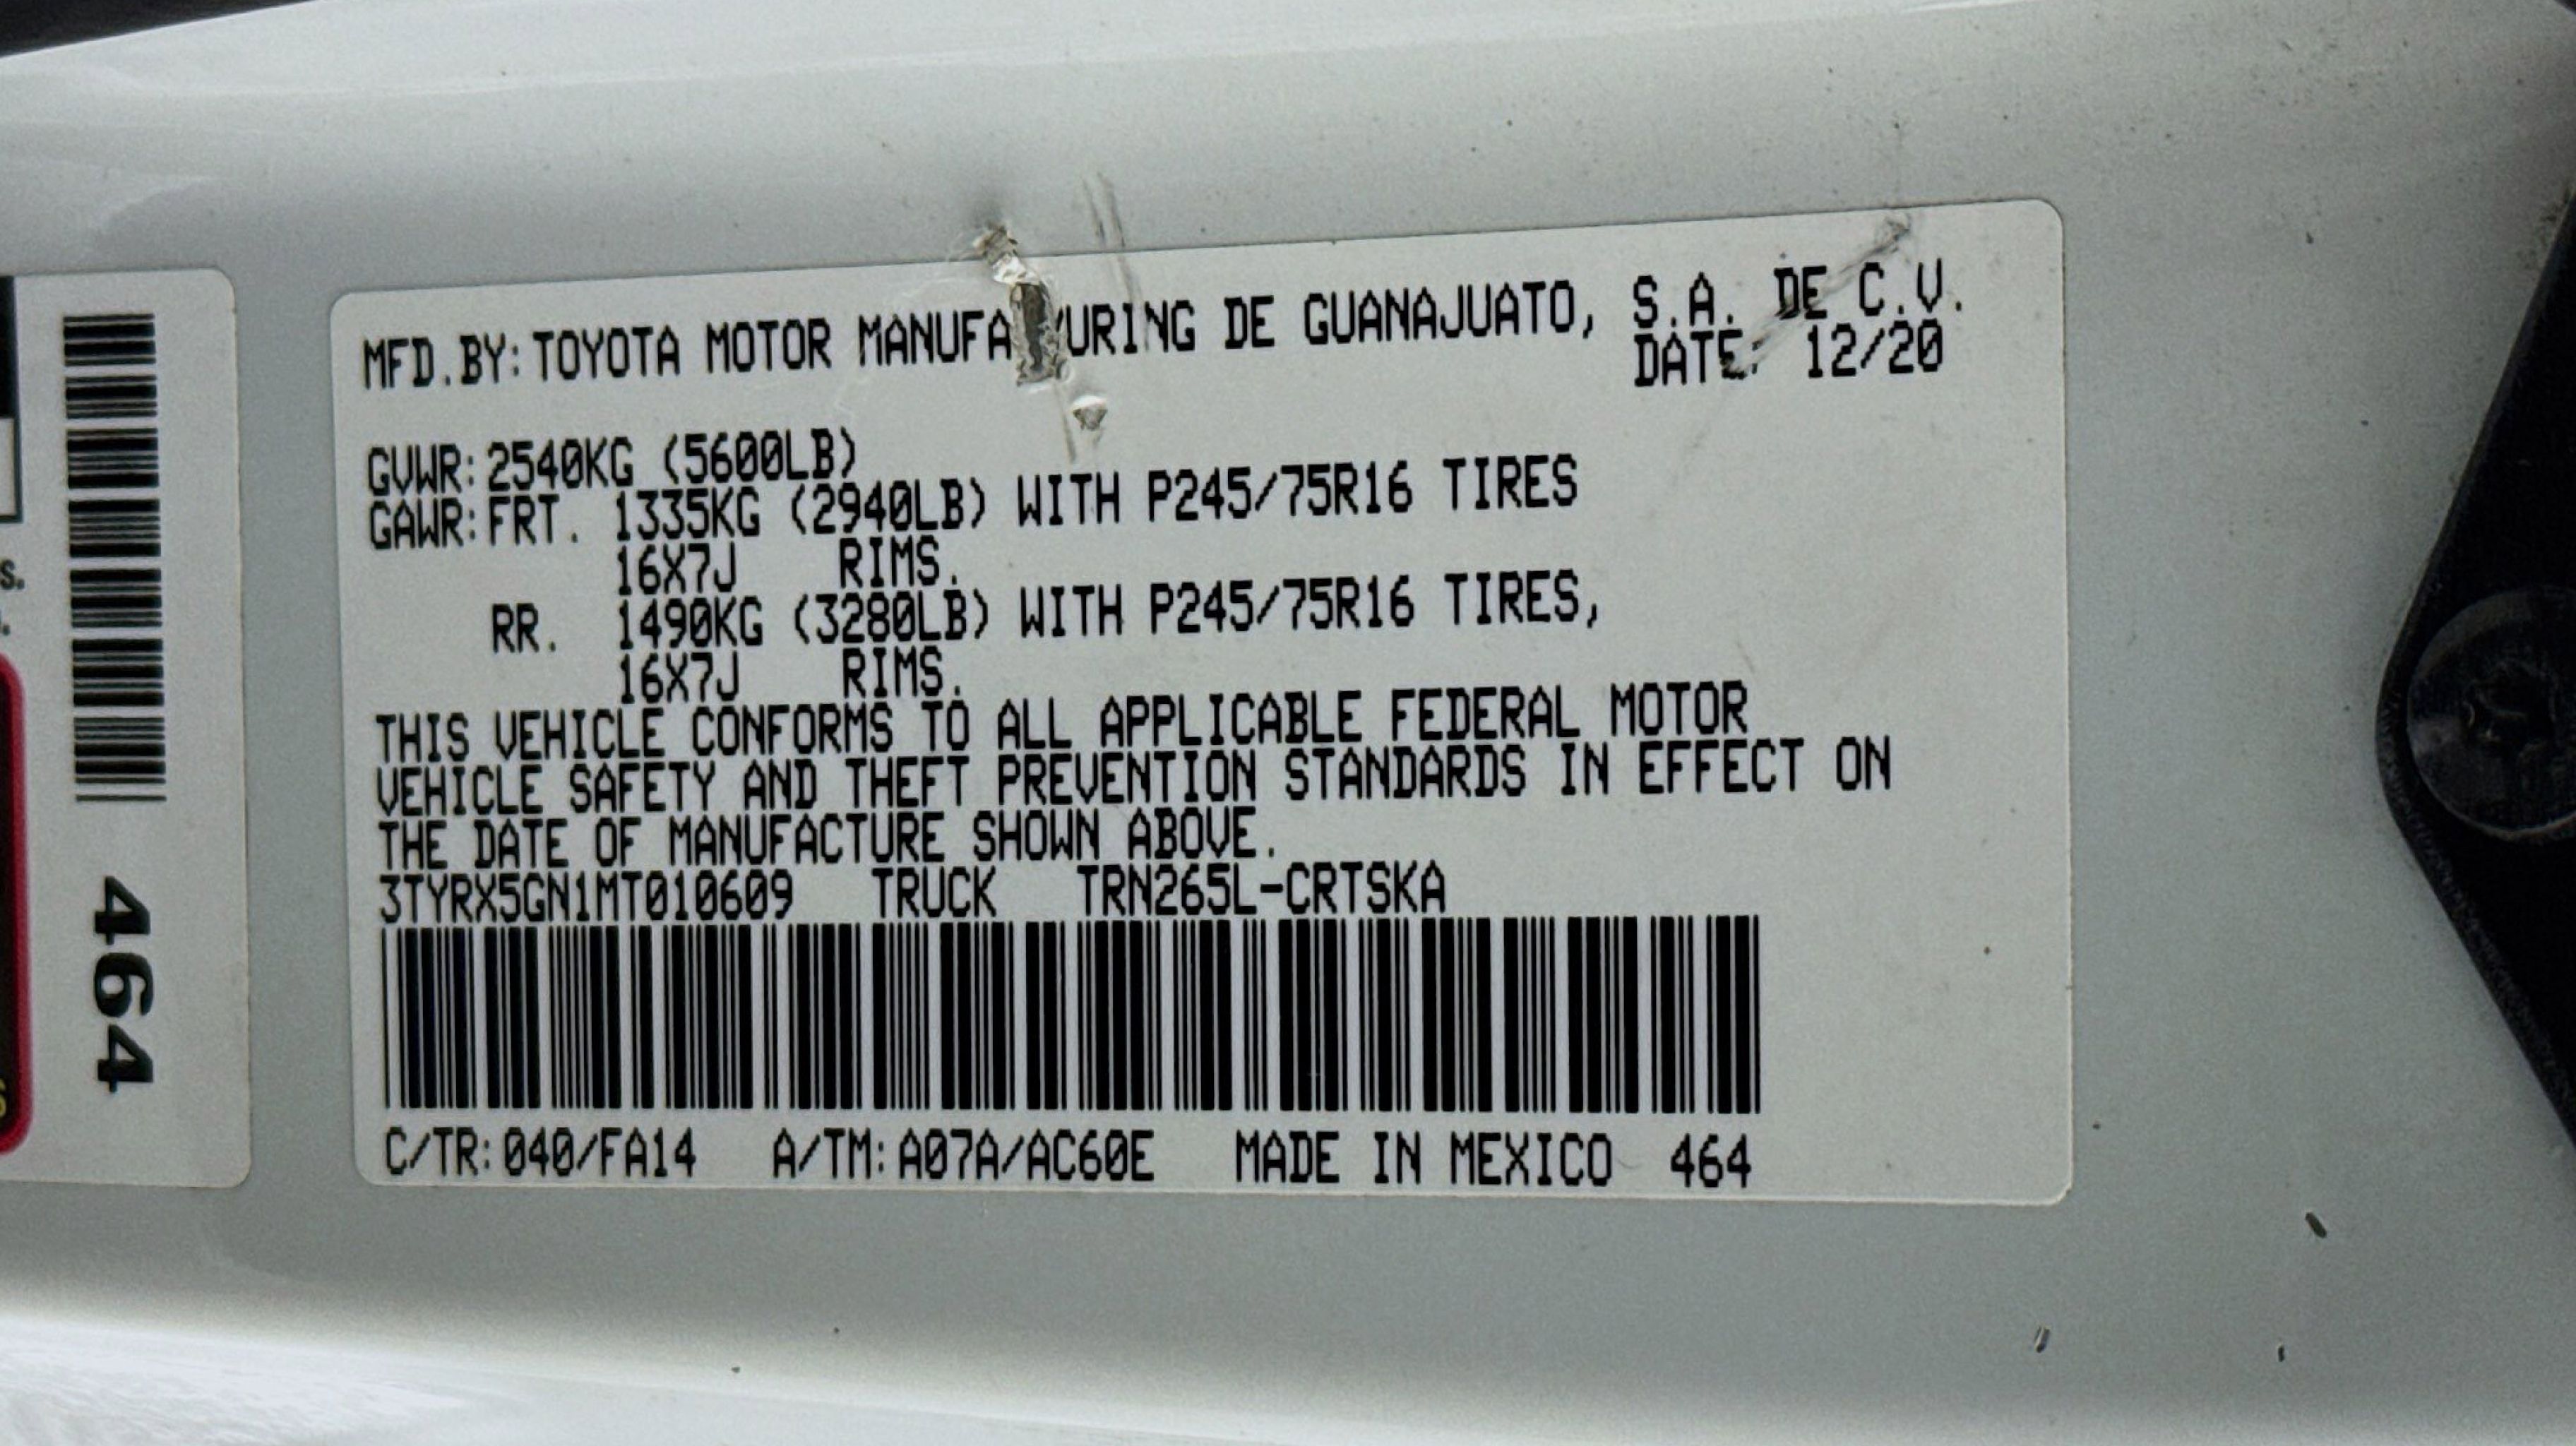 MFD.BY:TOYOTA MOTOR DE GUANAJUATO, S.A. DE C.V.
DATE: 12/20
GVWR:2540KG (5600LB)
GAWR:FRT. 1335KG (2940LB) WITH P245/75R16 TIRES
16X7J RIMS.
RR. 1490KG (3280LB) WITH P245/75R16 TIRES,
16X7J RIMS.
THIS VEHICLE CONFORMS TO ALL APPLICABLE FEDERAL MOTOR
VEHICLE SAFETY AND THEFT PREVENTION STANDARDS IN EFFECT ON
THE DATE OF MANUFACTURE SHOWN ABOVE.
3TYRX5GN1MT010609 TRUCK TRN265L-CRTSKA
C/TR:040/FA14 A/TM:A07A/AC60E MADE IN MEXICO 464
464